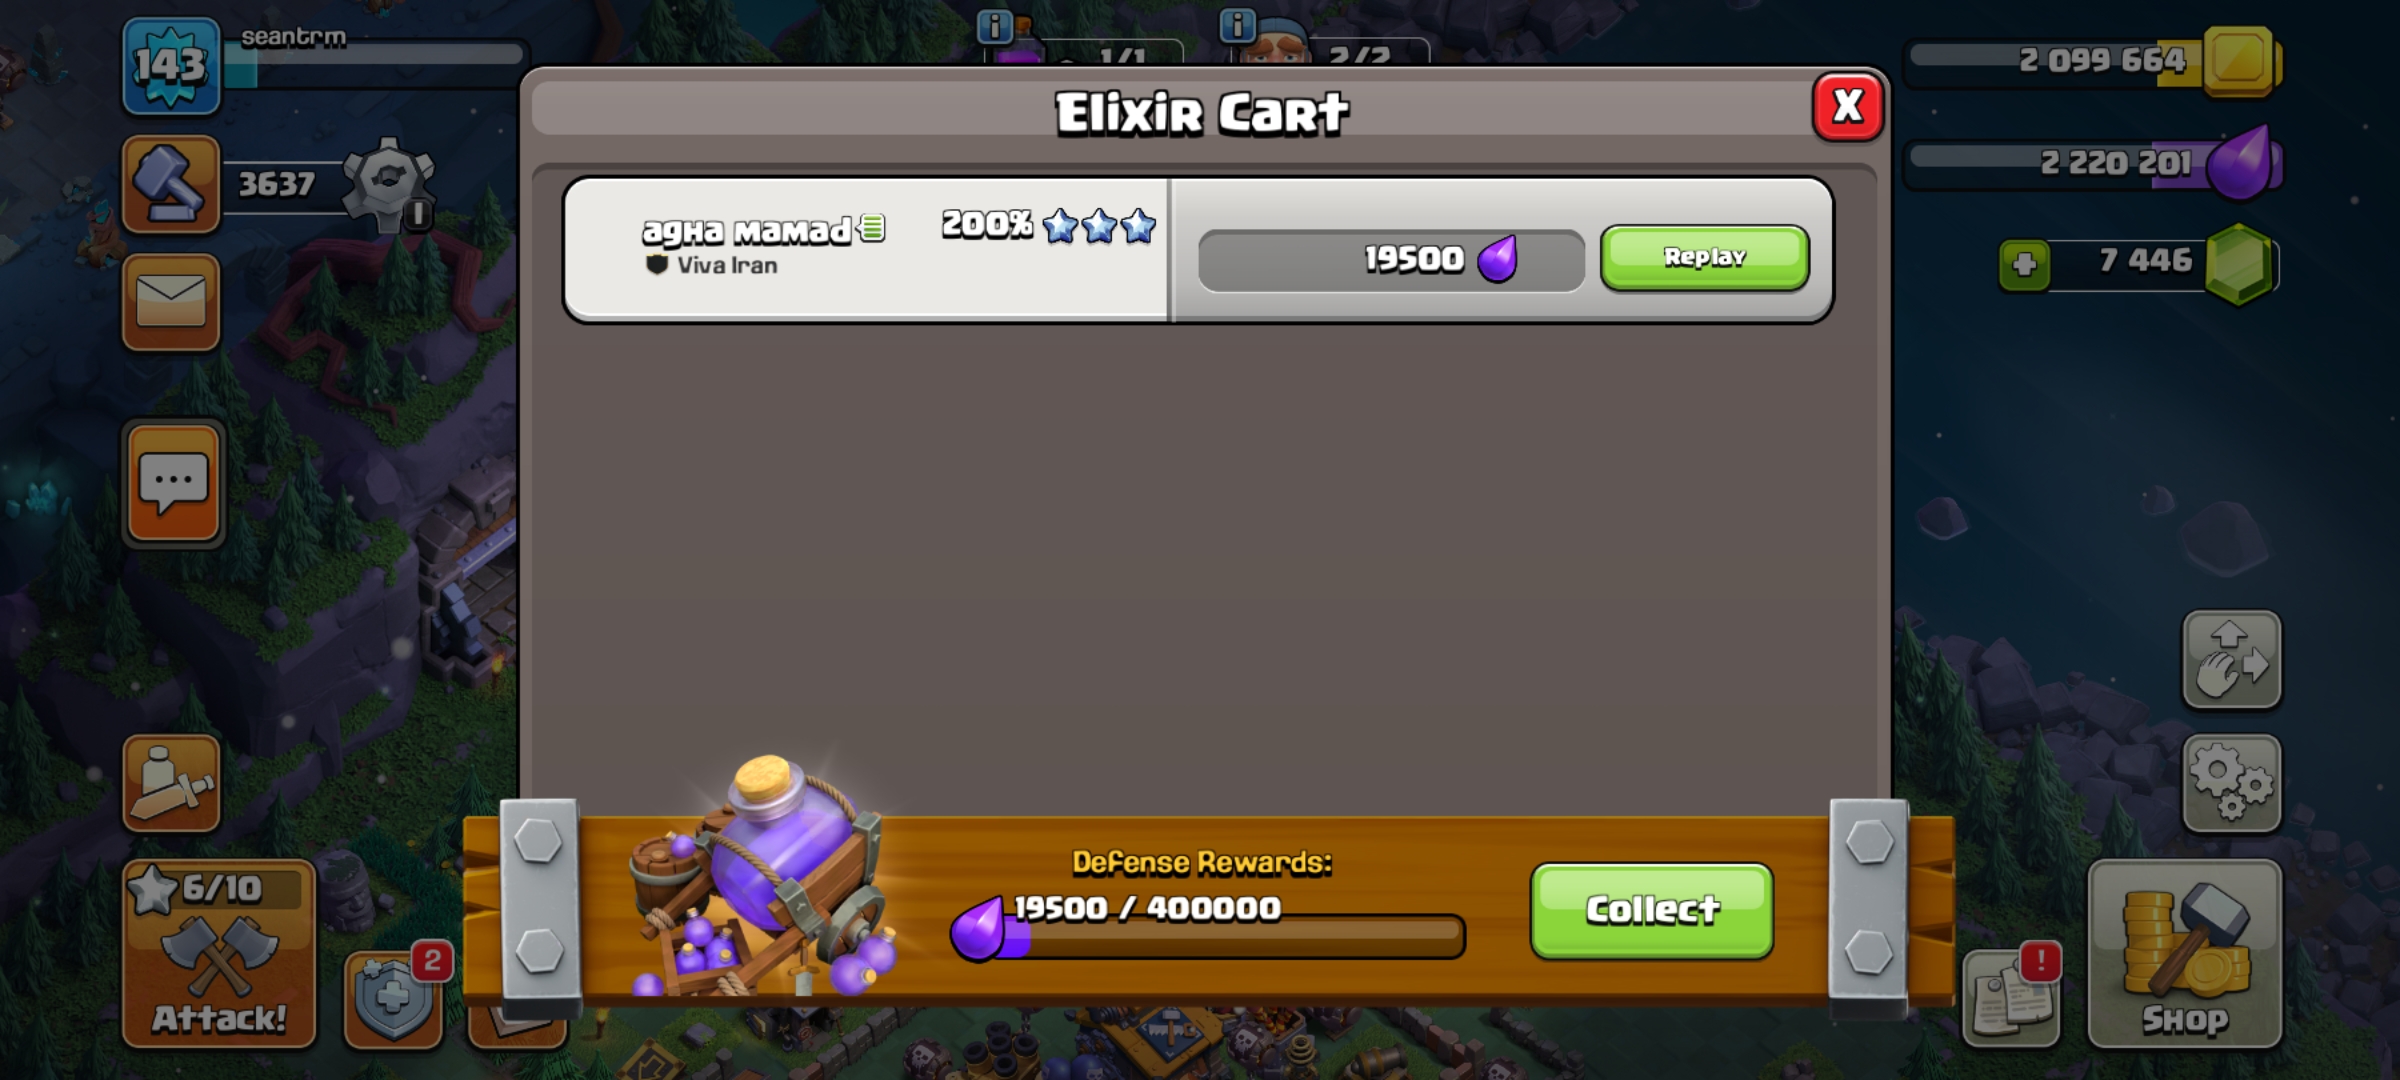 143
seantrm
1/1
2/2
2 099 664
Elixir Cart
X
3637
I
2 220 201
agha mamad
200%
Viva Iran
19500
Replay
7 446
6/10
Attack!
2
Defense Rewards:
19500 / 400000
Collect
!
Shop